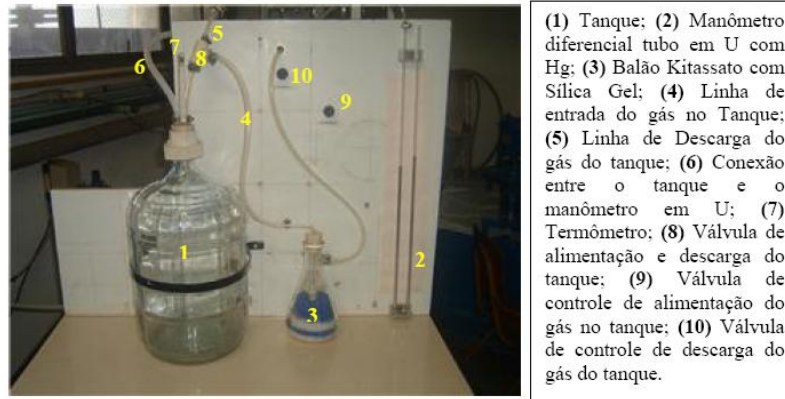 7
5
8
6
10
9
4
1
2
3
(1) Tanque; (2) Manômetro
diferencial tubo em U com
Hg; (3) Balão Kitassato com
Sílica Gel; (4) Linha de
entrada do gás no Tanque;
(5) Linha de Descarga do
gás do tanque; (6) Conexão
entre o tanque e o
manômetro em U; (7)
Termômetro; (8) Válvula de
alimentação e descarga do
tanque; (9) Válvula de
controle de alimentação do
gás no tanque; (10) Válvula
de controle de descarga do
gás do tanque.